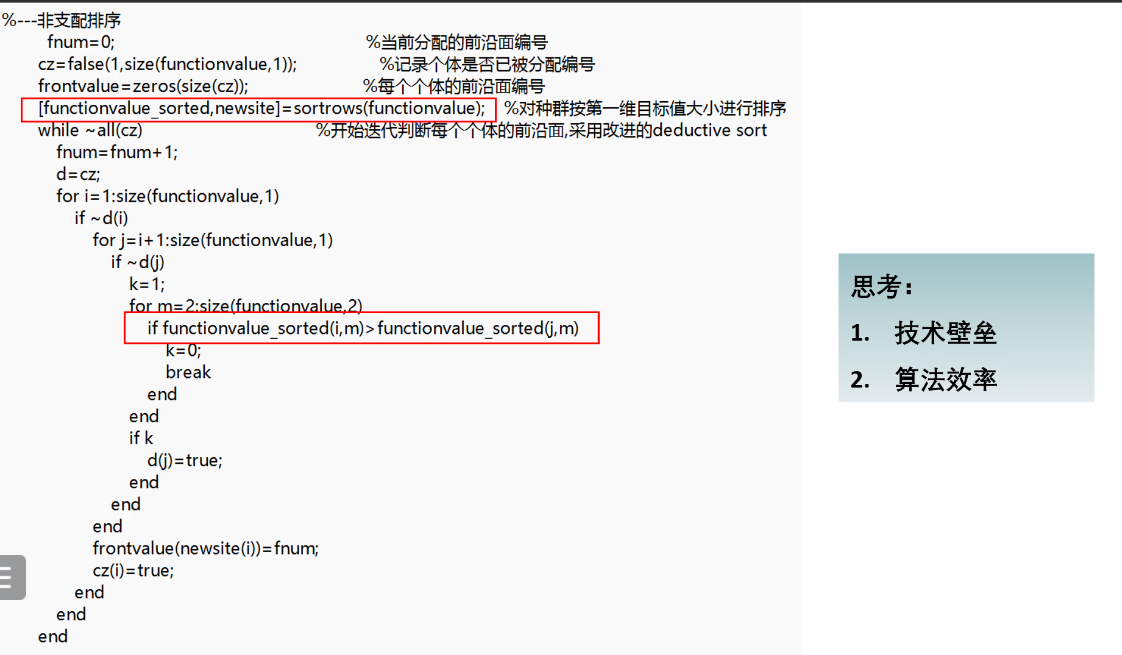 %---非支配排序
fnum=0; %当前分配的前沿面编号
cz=false(1,size(functionvalue,1)); %记录个体是否已被分配编号
frontvalue=zeros(size(cz)); %每个个体的前沿面编号
[functionvalue_sorted,newsite]=sortrows(functionvalue); %对种群按第一维目标值大小进行排序
while ~all(cz) %开始迭代判断每个个体的前沿面,采用改进的deductive sort
fnum=fnum+1;
d=cz;
for i=1:size(functionvalue,1)
if ~d(i)
for j=i+1:size(functionvalue,1)
if ~d(j)
k=1;
for m=2:size(functionvalue,2)
if functionvalue_sorted(i,m)>functionvalue_sorted(j,m)
k=0;
break
end
end
if k
d(j)=true;
end
end
end
frontvalue(newsite(i))=fnum;
cz(i)=true;
end
end
end
思考：
1. 技术壁垒
2. 算法效率